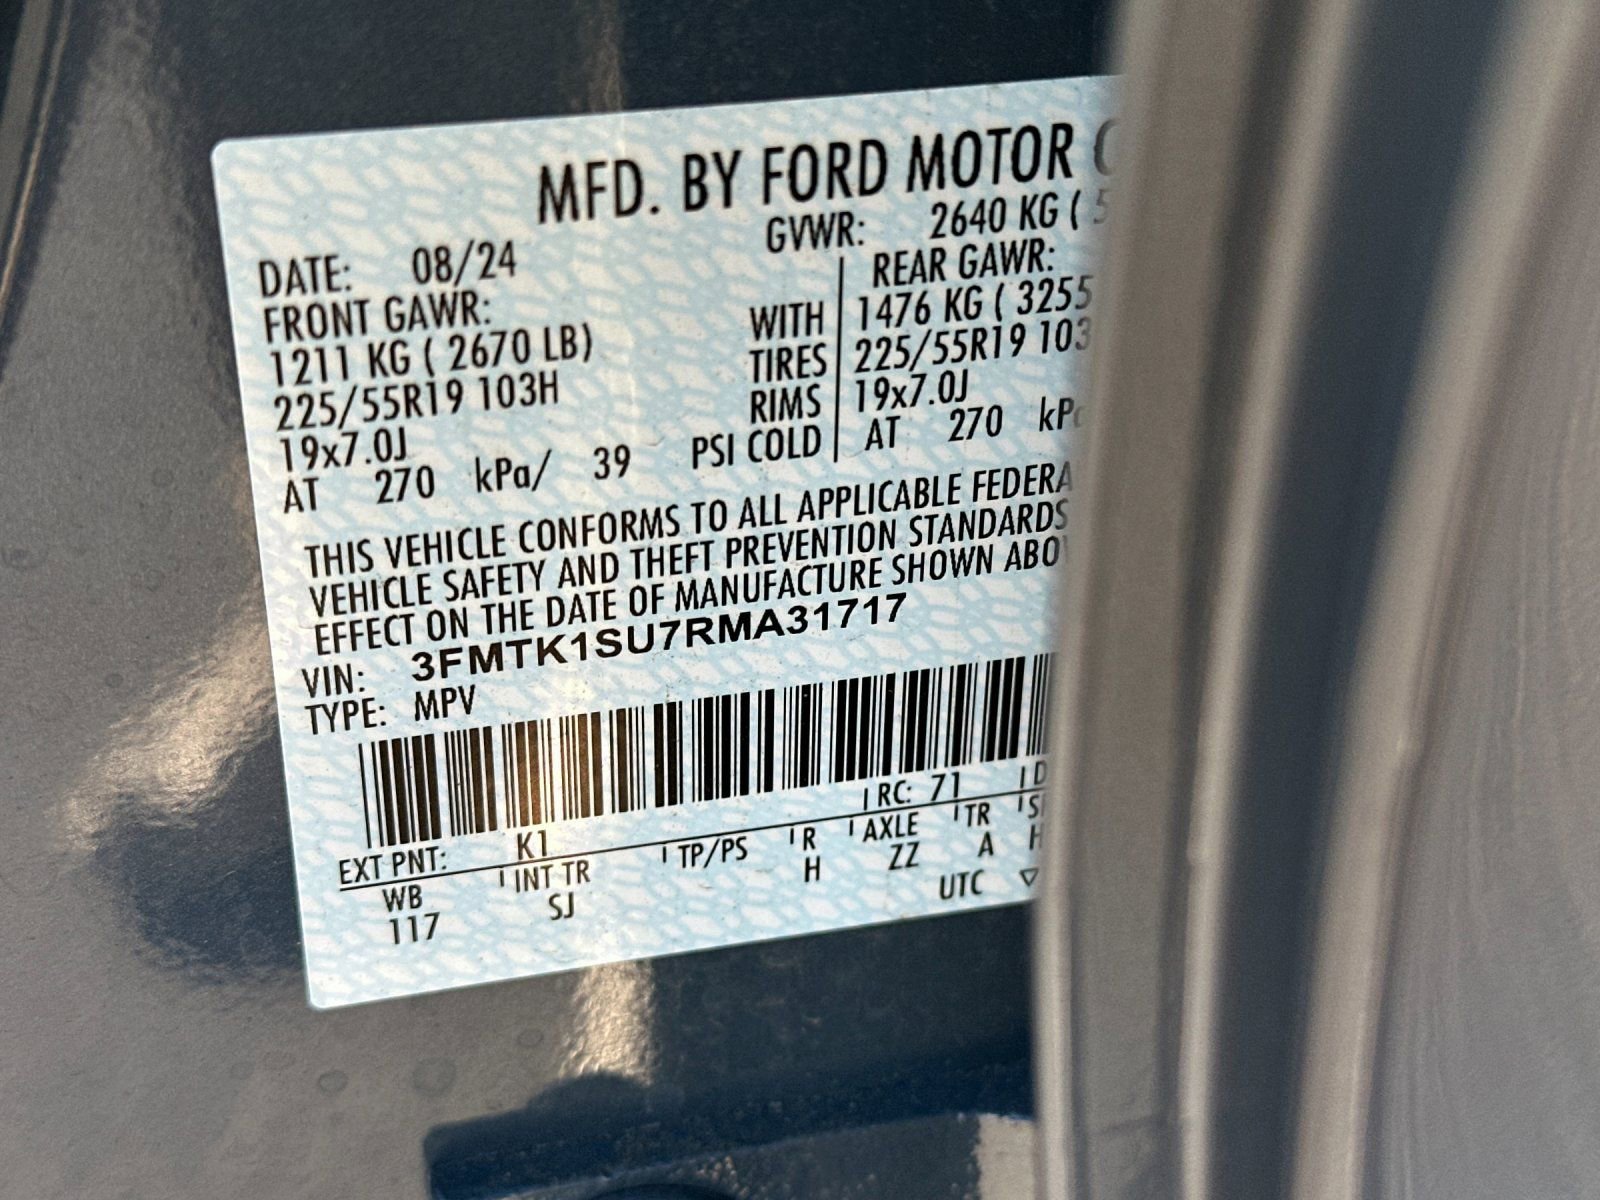 MFD. BY FORD MOTOR
DATE: 08/24 GVWR: 2640 KG (
FRONT GAWR: REAR GAWR:
1211 KG ( 2670 LB) WITH 1476 KG ( 3255
225/55R19 103H TIRES 225/55R19 103
19x7.0J RIMS 19x7.0J
AT 270 kPa/ 39 PSI COLD AT 270
THIS VEHICLE CONFORMS TO ALL APPLICABLE
VEHICLE SAFETY AND THEFT PREVENTION STANDARDS
EFFECT ON THE DATE OF MANUFACTURE SHOWN
VIN: 3FMTK1SU7RMA31717
TYPE: MPV
EXT PNT: K1 RC: 71
WB INT TR TP/PS R AXLE TR
117 SJ H ZZ A
UTC